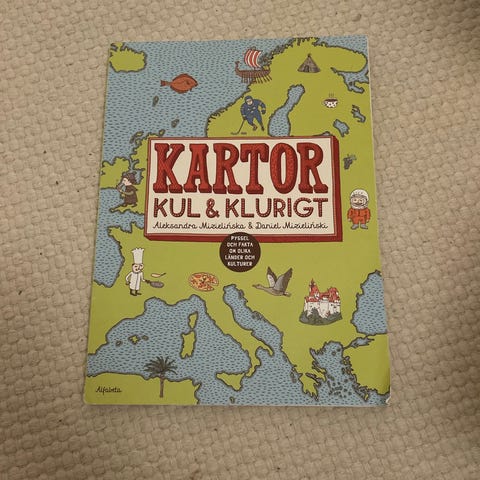 KARTOR
KUL & KLURIGT
Aleksandra Mizielińska & Daniel Mizieliński
PYSSEL
OCH FAKTA
OM OLIKA
LÄNDER OCH
KULTURER
Alfabeta